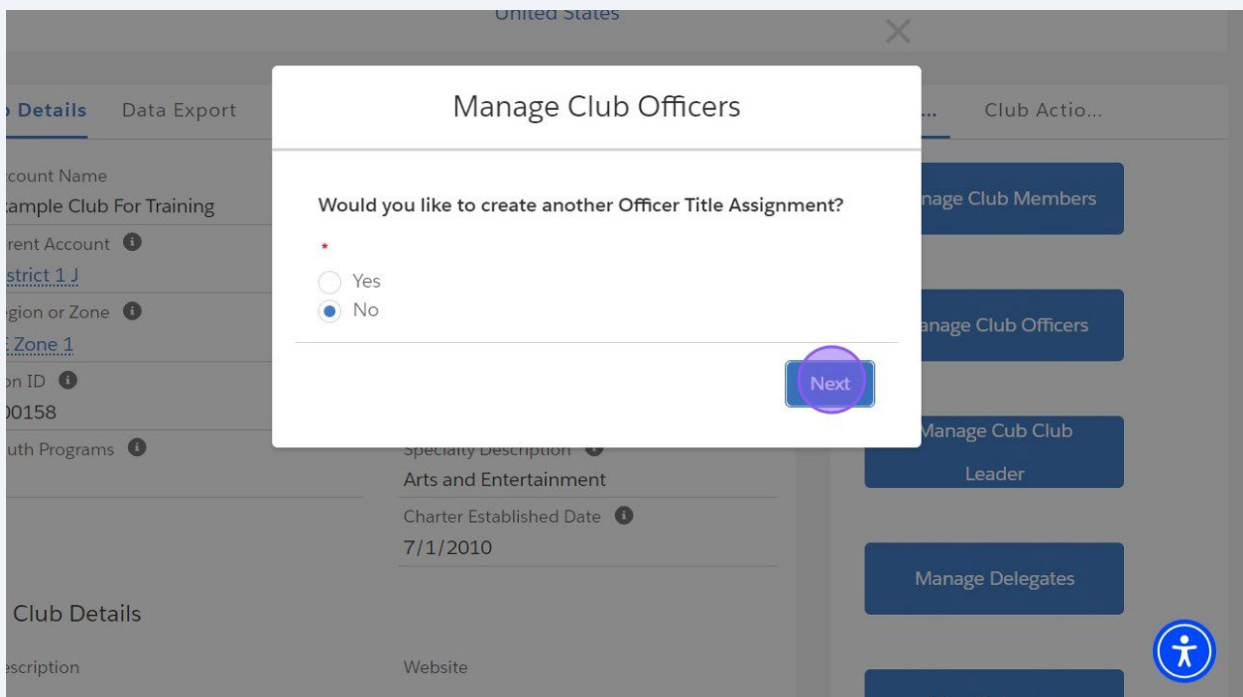 United States
Details
Data Export
Manage Club Officers
...
Club Actio...
count Name
ample Club For Training
Would you like to create another Officer Title Assignment?
*
Yes
No
rent Account
strict 1 J
gion or Zone
Zone 1
on ID
00158
uth Programs
Next
nage Club Members
anage Club Officers
Manage Cub Club
Leader
Specialty Description
Arts and Entertainment
Charter Established Date
7/1/2010
Manage Delegates
Club Details
escription
Website